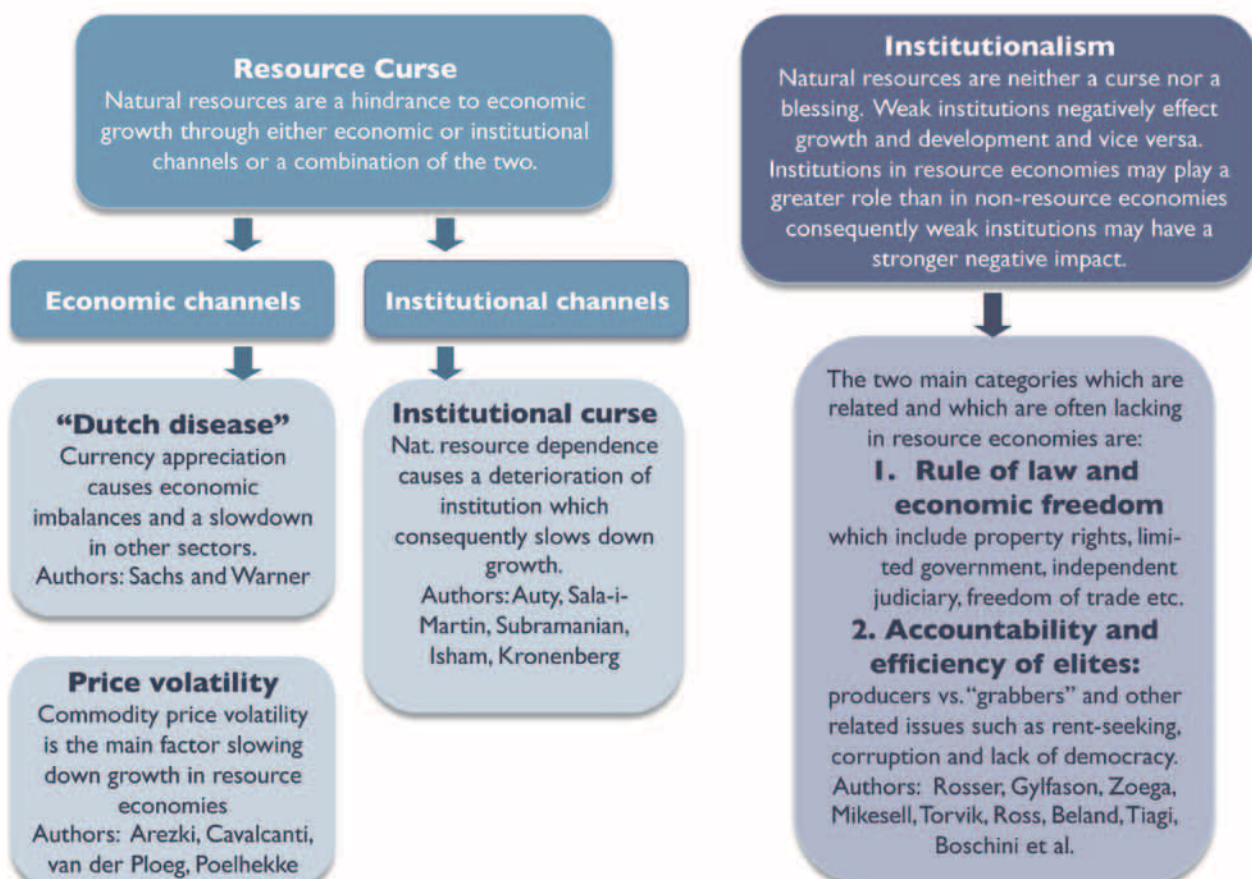 Resource Curse
Natural resources are a hindrance to economic
growth through either economic or institutional
channels or a combination of the two.
Economic channels
Institutional channels
“Dutch disease”
Currency appreciation
causes economic
imbalances and a slowdown
in other sectors.
Authors: Sachs and Warner
Price volatility
Commodity price volatility
is the main factor slowing
down growth in resource
economies
Authors: Arezki, Cavalcanti,
van der Ploeg, Poelhekke
Institutional curse
Nat. resource dependence
causes a deterioration of
institution which
consequently slows down
growth.
Authors: Auty, Sala-i-
Martin, Subramanian,
Isham, Kronenberg
Institutionalism
Natural resources are neither a curse nor a
blessing. Weak institutions negatively effect
growth and development and vice versa.
Institutions in resource economies may play a
greater role than in non-resource economies
consequently weak institutions may have a
stronger negative impact.
The two main categories which are
related and which are often lacking
in resource economies are:
1. Rule of law and
economic freedom
which include property rights, limi-
ted government, independent
judiciary, freedom of trade etc.
2. Accountability and
efficiency of elites:
producers vs. “grabbers” and other
related issues such as rent-seeking,
corruption and lack of democracy.
Authors: Rosser, Gylfason, Zoega,
Mikesell, Torvik, Ross, Beland, Tiagi,
Boschini et al.